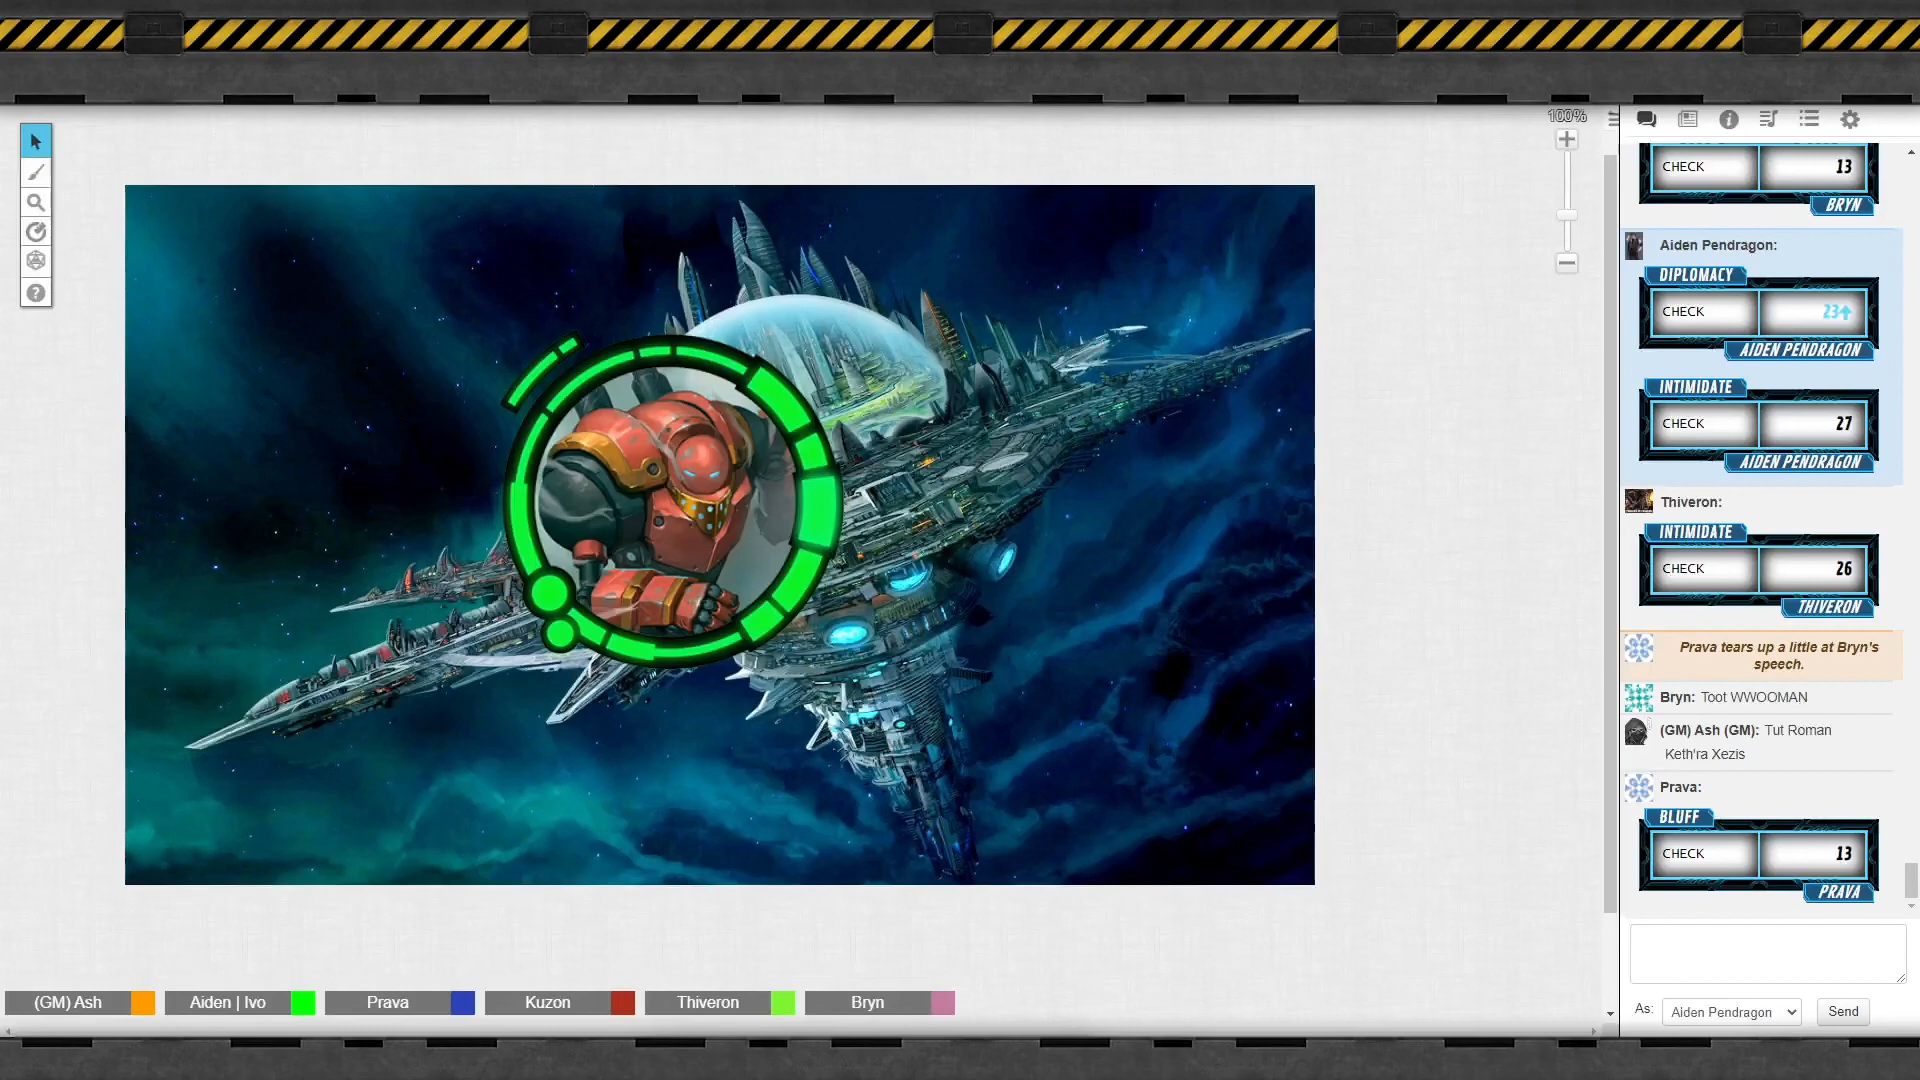 100%
CHECK 13
BRYN
Aiden Pendragon:
DIPLOMACY
CHECK 23
AIDEN PENDRAGON
INTIMIDATE
CHECK 27
AIDEN PENDRAGON
Thiveron:
INTIMIDATE
CHECK 26
THIVERON
Prava tears up a little at Bryn's
speech.
Bryn: Toot WWOOMAN
(GM) Ash (GM): Tut Roman
Keth'ra Xezis
Prava:
BLUFF
CHECK 13
PRAVA
As: Aiden Pendragon Send
(GM) Ash Aiden | Ivo Prava Kuzon Thiveron Bryn